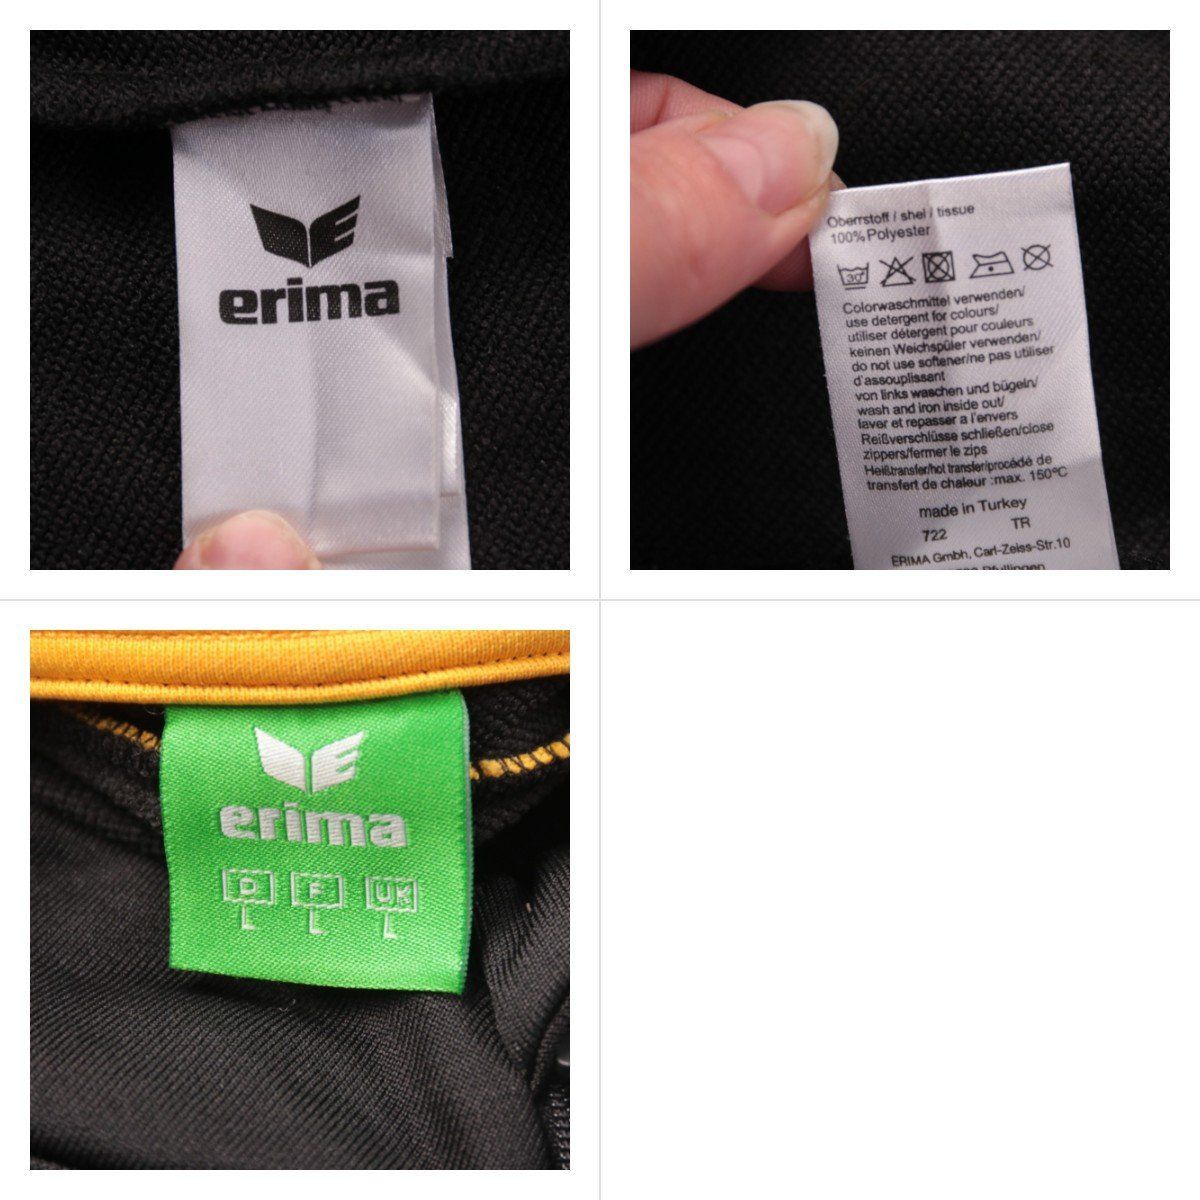 erima
Oberrstoff / shel / tissue
100% Polyester
30°
Colorwaschmittel verwenden/
use detergent for colours/
utiliser détergent pour couleurs
keinen Weichspüler verwenden/
do not use softener/ne pas utiliser
d'assouplissant
von links waschen und bügeln/
wash and iron inside out/
laver et repasser a l'envers
Reißverschlüsse schließen/close
zippers/fermer le zips
Heißtransfer/hot transfer/procédé de
transfert de chaleur :max. 150°C
made in Turkey
722 TR
ERIMA Gmbh, Carl-Zeiss-Str.10
Pfullingen
erima
D F UK
L L L